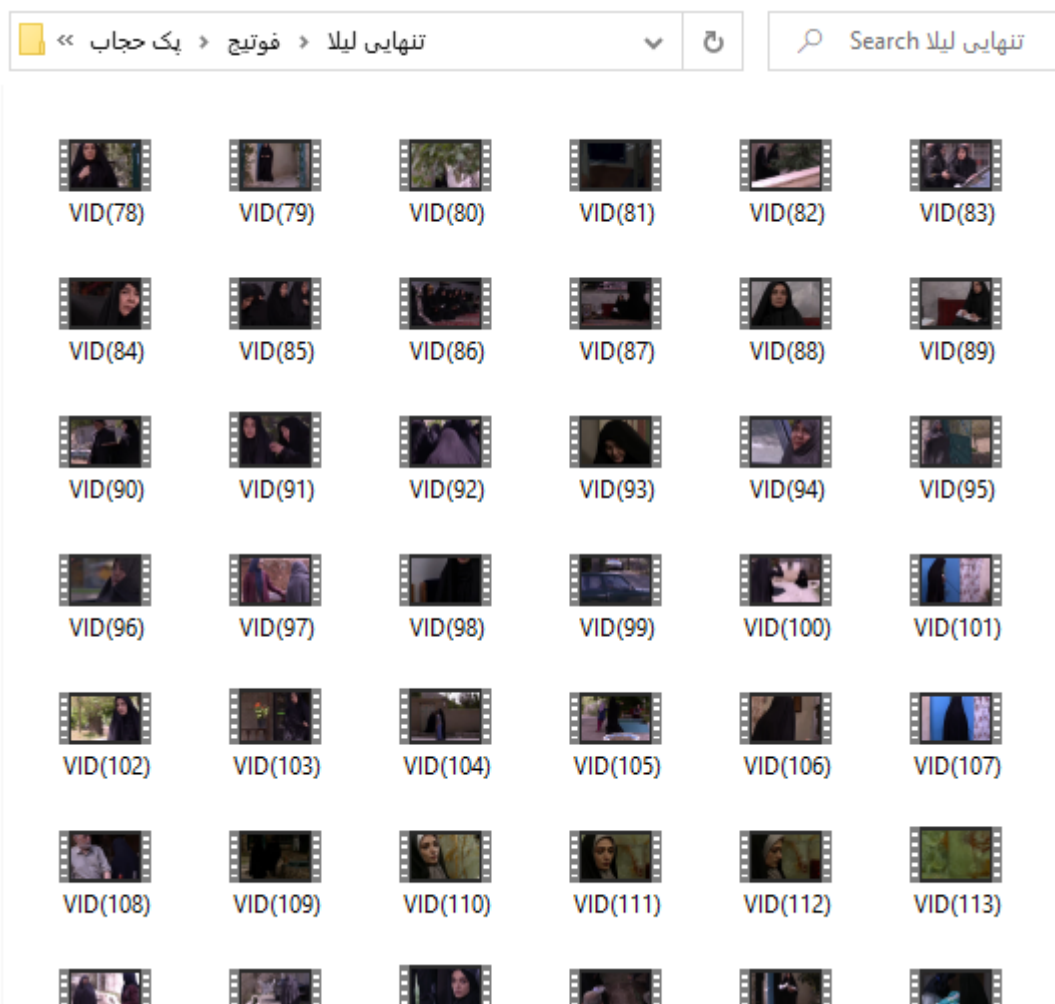 پک حجاب › فوتیج › تنهایی لیلا
Search تنهایی لیلا
VID(78) VID(79) VID(80) VID(81) VID(82) VID(83)
VID(84) VID(85) VID(86) VID(87) VID(88) VID(89)
VID(90) VID(91) VID(92) VID(93) VID(94) VID(95)
VID(96) VID(97) VID(98) VID(99) VID(100) VID(101)
VID(102) VID(103) VID(104) VID(105) VID(106) VID(107)
VID(108) VID(109) VID(110) VID(111) VID(112) VID(113)